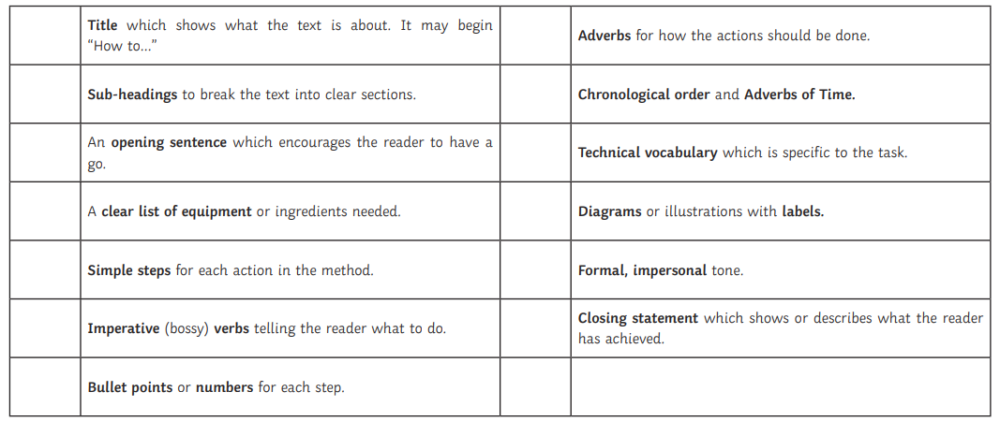 Title which shows what the text is about. It may begin
“How to...”
Adverbs for how the actions should be done.
Sub-headings to break the text into clear sections.
Chronological order and Adverbs of Time.
An opening sentence which encourages the reader to have a
go.
Technical vocabulary which is specific to the task.
A clear list of equipment or ingredients needed.
Diagrams or illustrations with labels.
Simple steps for each action in the method.
Formal, impersonal tone.
Imperative (bossy) verbs telling the reader what to do.
Closing statement which shows or describes what the reader
has achieved.
Bullet points or numbers for each step.